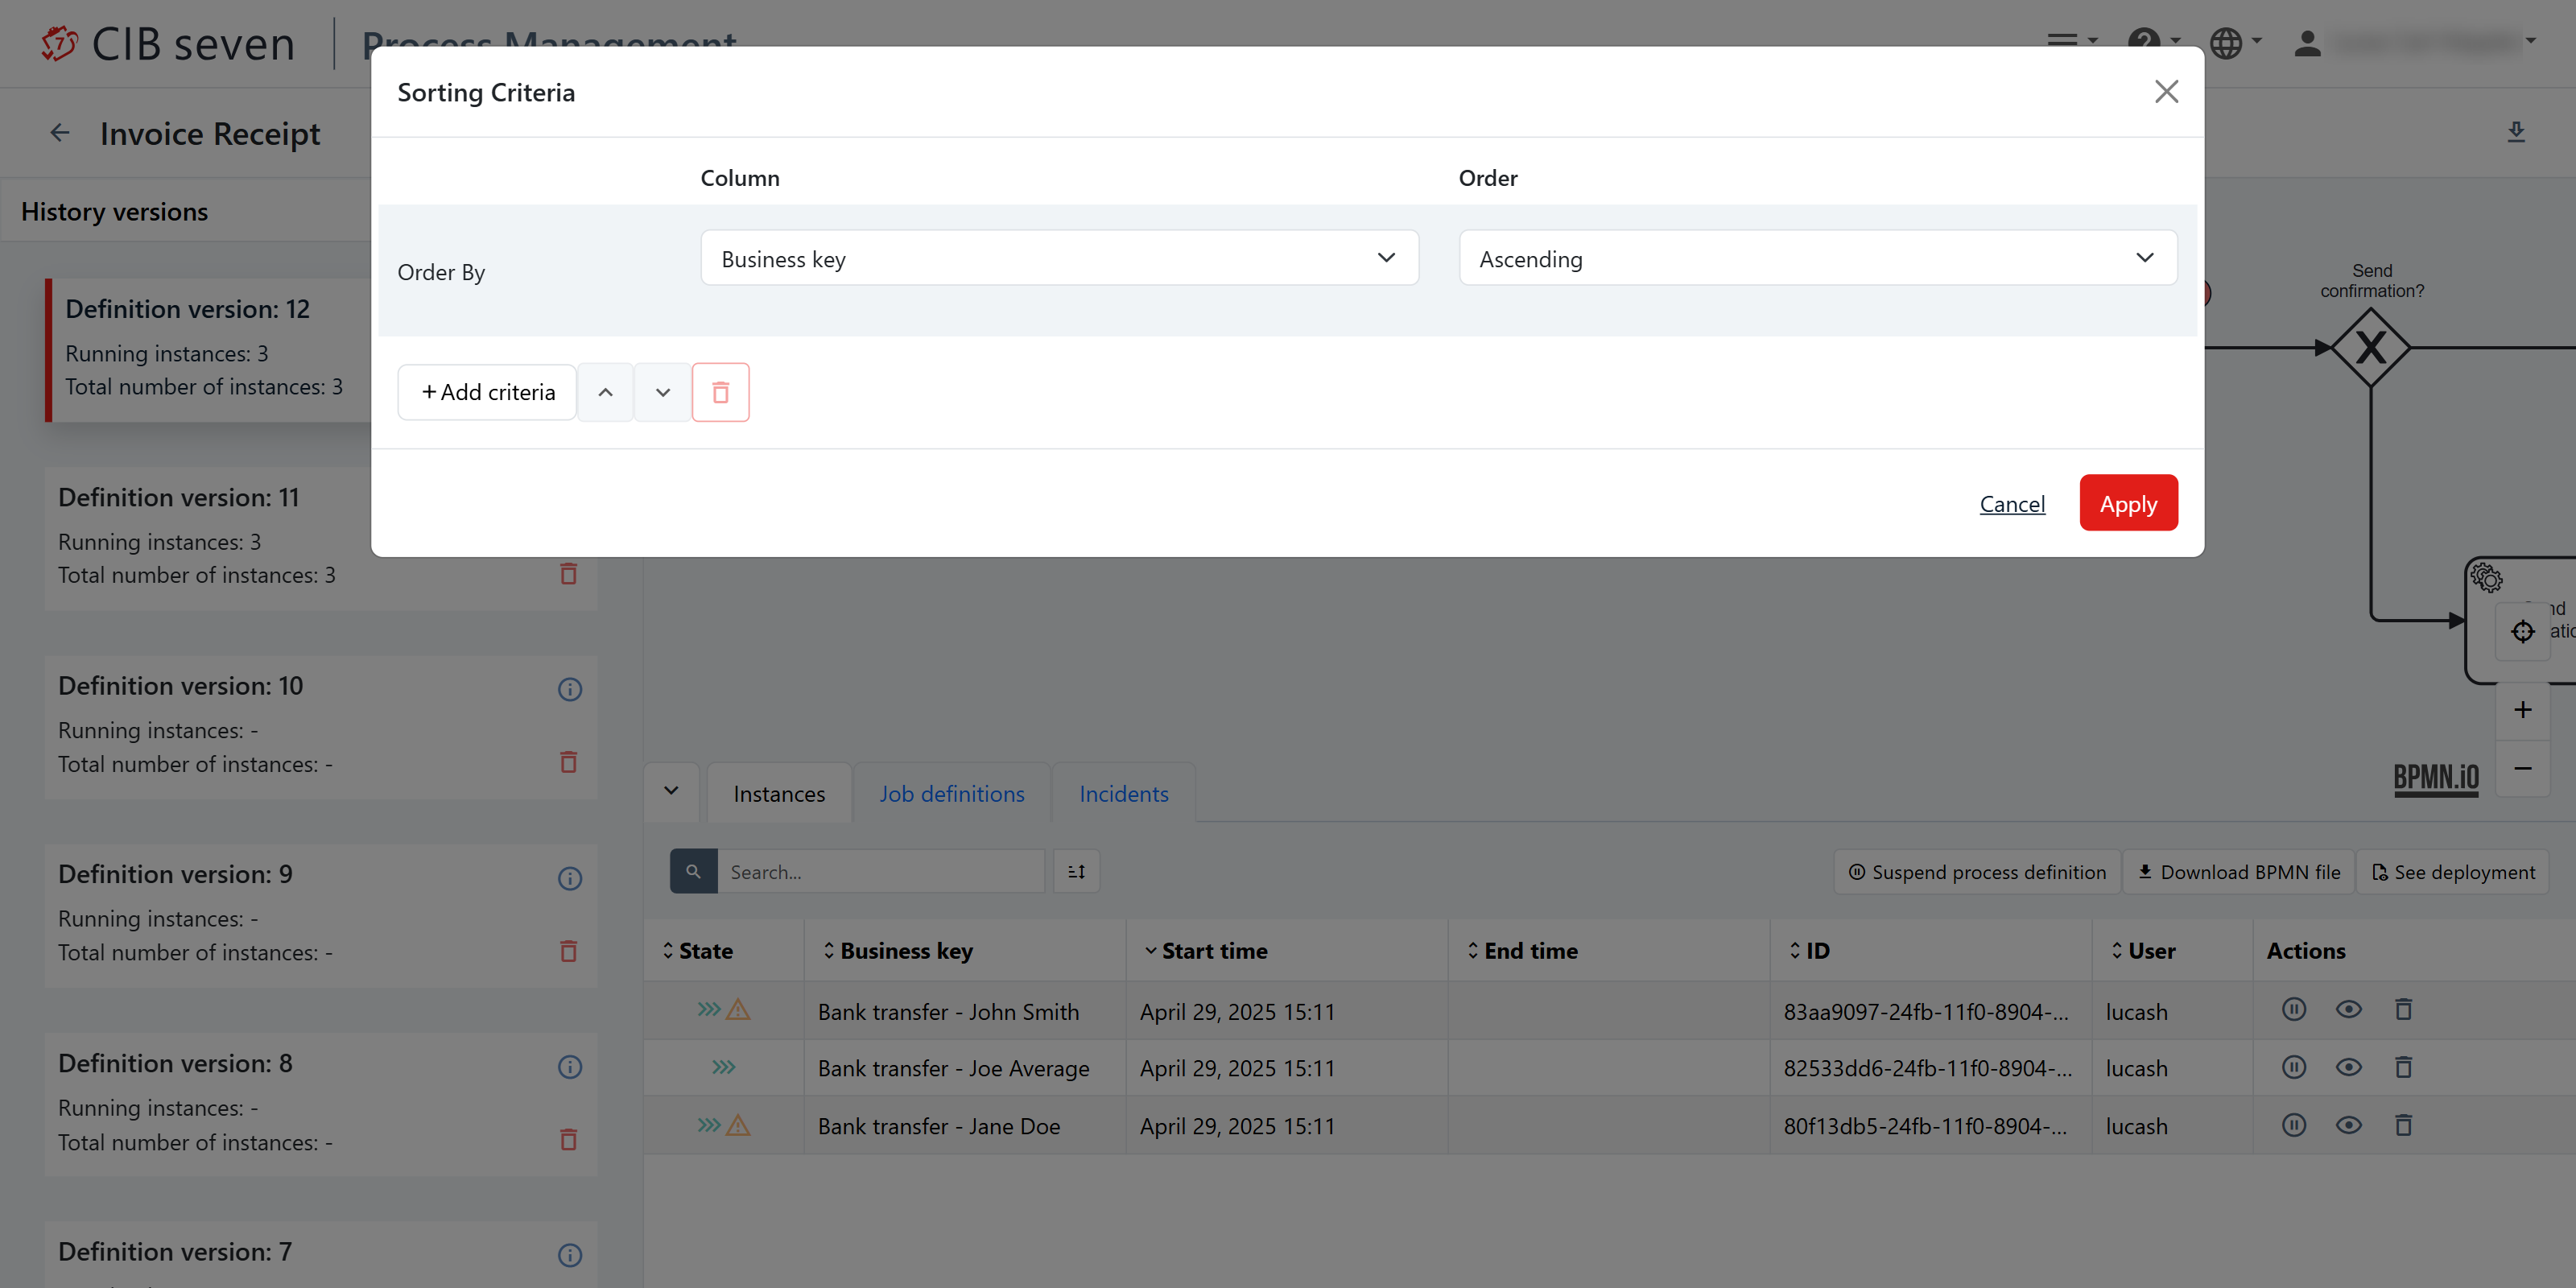 CIB seven
Process Management
Sorting Criteria
Invoice Receipt
Column
Order
History versions
Order By
Business key
Ascending
Send
confirmation?
Definition version: 12
Running instances: 3
Total number of instances: 3
+ Add criteria
Cancel
Apply
Definition version: 11
Running instances: 3
Total number of instances: 3
Definition version: 10
Running instances: -
Total number of instances: -
BPMN.iO
Instances
Job definitions
Incidents
Definition version: 9
Running instances: -
Total number of instances: -
Search...
Suspend process definition
Download BPMN file
See deployment
State
Business key
Start time
End time
ID
User
Actions
Bank transfer - John Smith
April 29, 2025 15:11
83aa9097-24fb-11f0-8904-...
lucash
Bank transfer - Joe Average
April 29, 2025 15:11
82533dd6-24fb-11f0-8904-...
lucash
Bank transfer - Jane Doe
April 29, 2025 15:11
80f13db5-24fb-11f0-8904-...
lucash
Definition version: 8
Running instances: -
Total number of instances: -
Definition version: 7